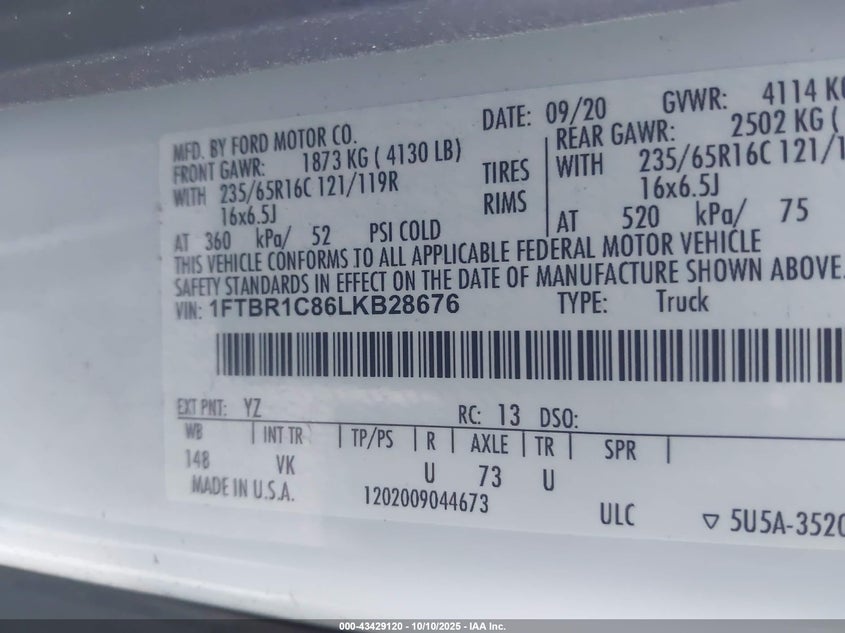 MFD. BY FORD MOTOR CO. DATE: 09/20 GVWR: 4114 KG
FRONT GAWR: 1873 KG ( 4130 LB) REAR GAWR: 2502 KG (
WITH 235/65R16C 121/119R TIRES WITH 235/65R16C 121/1
16x6.5J RIMS 16x6.5J
AT 360 kPa/ 52 PSI COLD AT 520 kPa/ 75
THIS VEHICLE CONFORMS TO ALL APPLICABLE FEDERAL MOTOR VEHICLE
SAFETY STANDARDS IN EFFECT ON THE DATE OF MANUFACTURE SHOWN ABOVE.
VIN: 1FTBR1C86LKB28676 TYPE: Truck
EXT PNT: YZ RC: 13 DSO:
WB | INT TR | TP/PS | R | AXLE | TR | SPR |
148 VK U 73 U
MADE IN U.S.A. 1202009044673 ULC ▽ 5U5A-3520
000-43429120 - 10/10/2025 - IAA Inc.